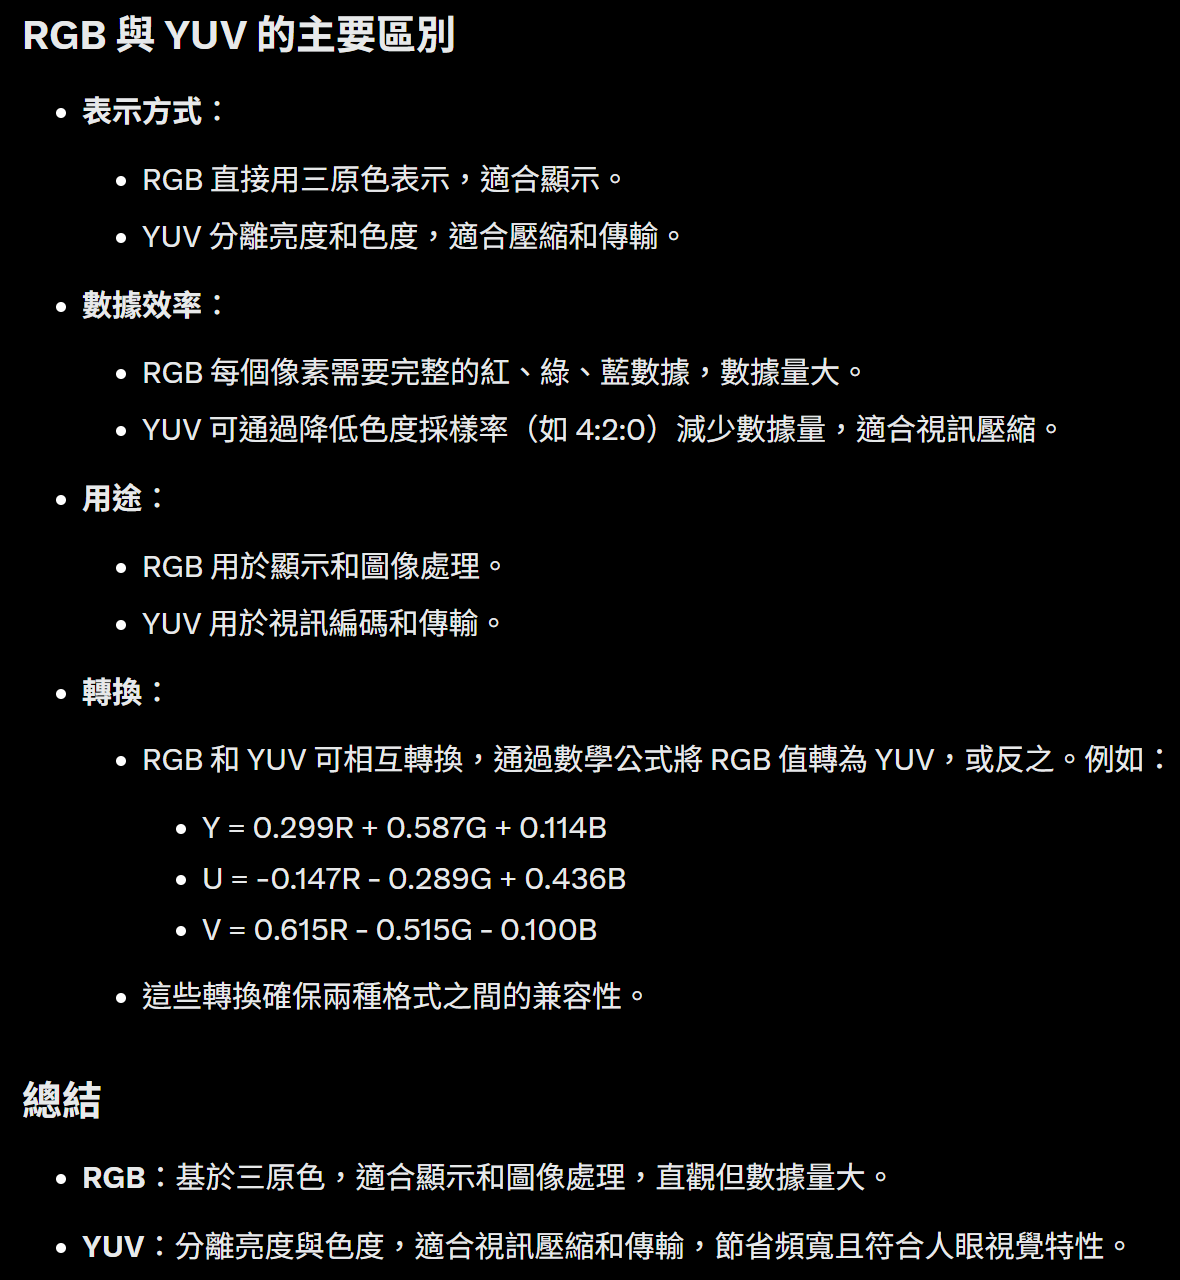 RGB 與 YUV 的主要區別
• 表示方式：
• RGB 直接用三原色表示，適合顯示。
• YUV 分離亮度和色度，適合壓縮和傳輸。
• 數據效率：
• RGB 每個像素需要完整的紅、綠、藍數據，數據量大。
• YUV 可通過降低色度採樣率（如 4:2:0）減少數據量，適合視訊壓縮。
• 用途：
• RGB 用於顯示和圖像處理。
• YUV 用於視訊編碼和傳輸。
• 轉換：
• RGB 和 YUV 可相互轉換，通過數學公式將 RGB 值轉為 YUV，或反之。例如：
• Y = 0.299R + 0.587G + 0.114B
• U = -0.147R - 0.289G + 0.436B
• V = 0.615R - 0.515G - 0.100B
• 這些轉換確保兩種格式之間的兼容性。
總結
• RGB：基於三原色，適合顯示和圖像處理，直觀但數據量大。
• YUV：分離亮度與色度，適合視訊壓縮和傳輸，節省頻寬且符合人眼視覺特性。